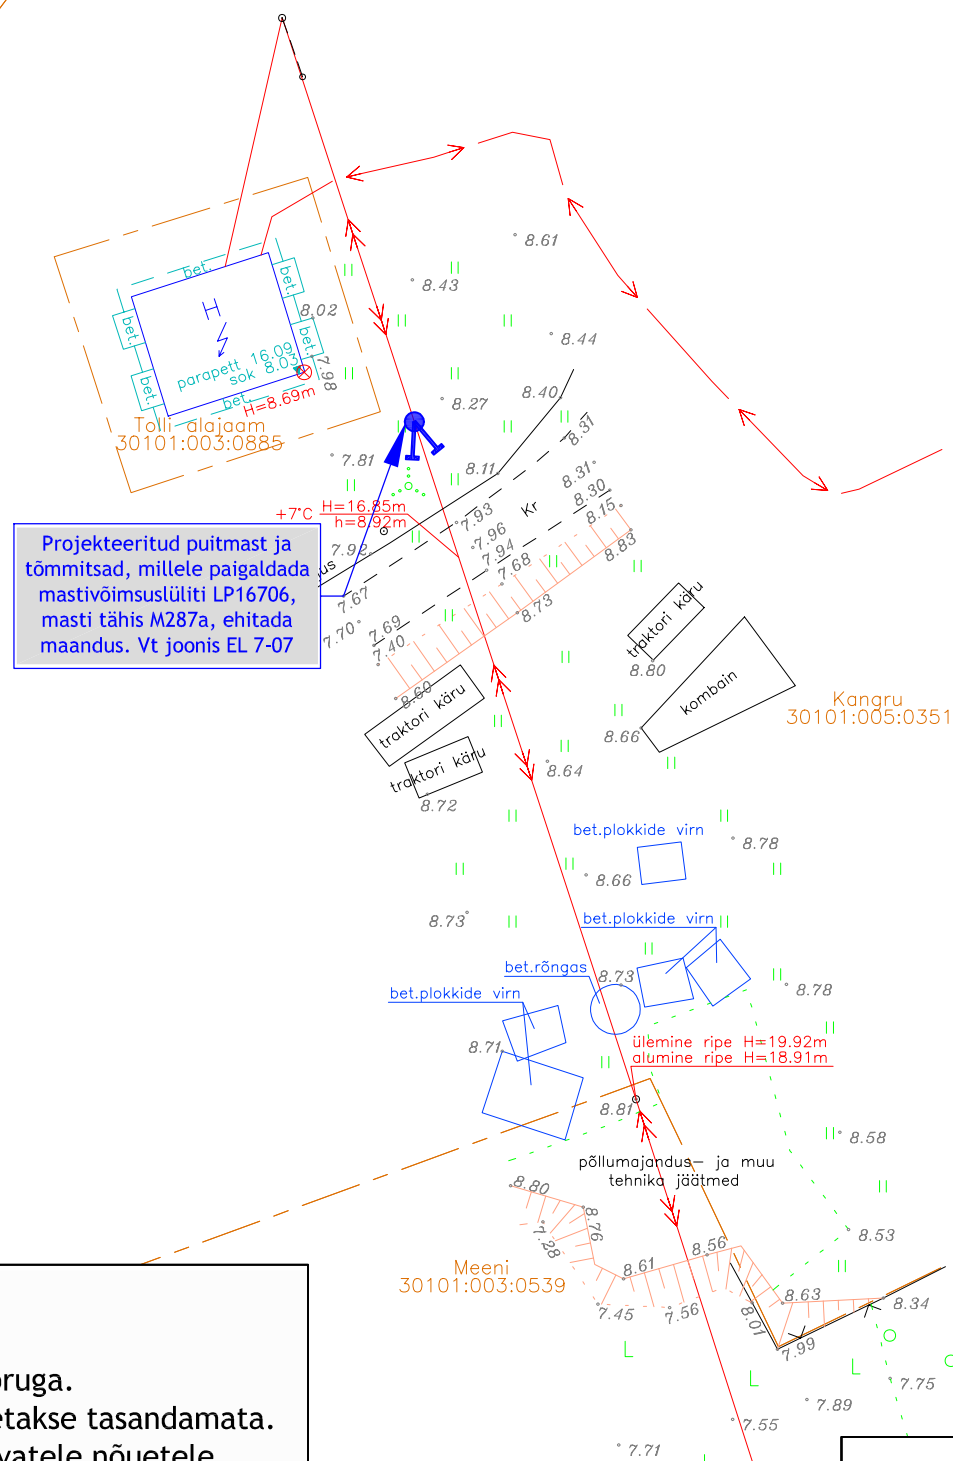 8.61
8.43
bet.
bet.
8.02
H
8.44
bet.
bet.
parapett 16.09
sok 8.03
7.98
bet.
bet.
H=8.69m
8.40
8.27
8.37
Tolli alajaam
30101:003:0885
7.81
8.11
8.31
8.30
+7°C
H=16.85m
h=8.92m
7.93
Kr
8.15
7.96
7.94
7.92
7.68
8.83
Projekteeritud puitmast ja
tõmmitsad, millele paigaldada
mastivõimsuslüliti LP16706,
masti tähis M287a, ehitada
maandus. Vt joonis EL 7-07
us
7.67
8.73
7.70
7.69
7.40
traktori käru
8.80
8.60
traktori käru
kombain
Kangru
30101:005:0351
8.66
traktori käru
8.64
8.72
bet.plokkide virn
8.78
8.66
8.73
bet.plokkide virn
bet.rõngas
8.73
bet.plokkide virn
8.78
8.71
ülemine ripe H=19.92m
alumine ripe H=18.91m
8.81
8.58
põllumajandus- ja muu
tehnika jäätmed
8.80
8.76
7.28
8.53
8.56
Meeni
30101:003:0539
8.61
8.63
8.34
7.45
7.56
8.01
7.99
L
L
L
7.75
7.89
7.55
7.71
oruga.
etakse tasandamata.
vatele nõuetele